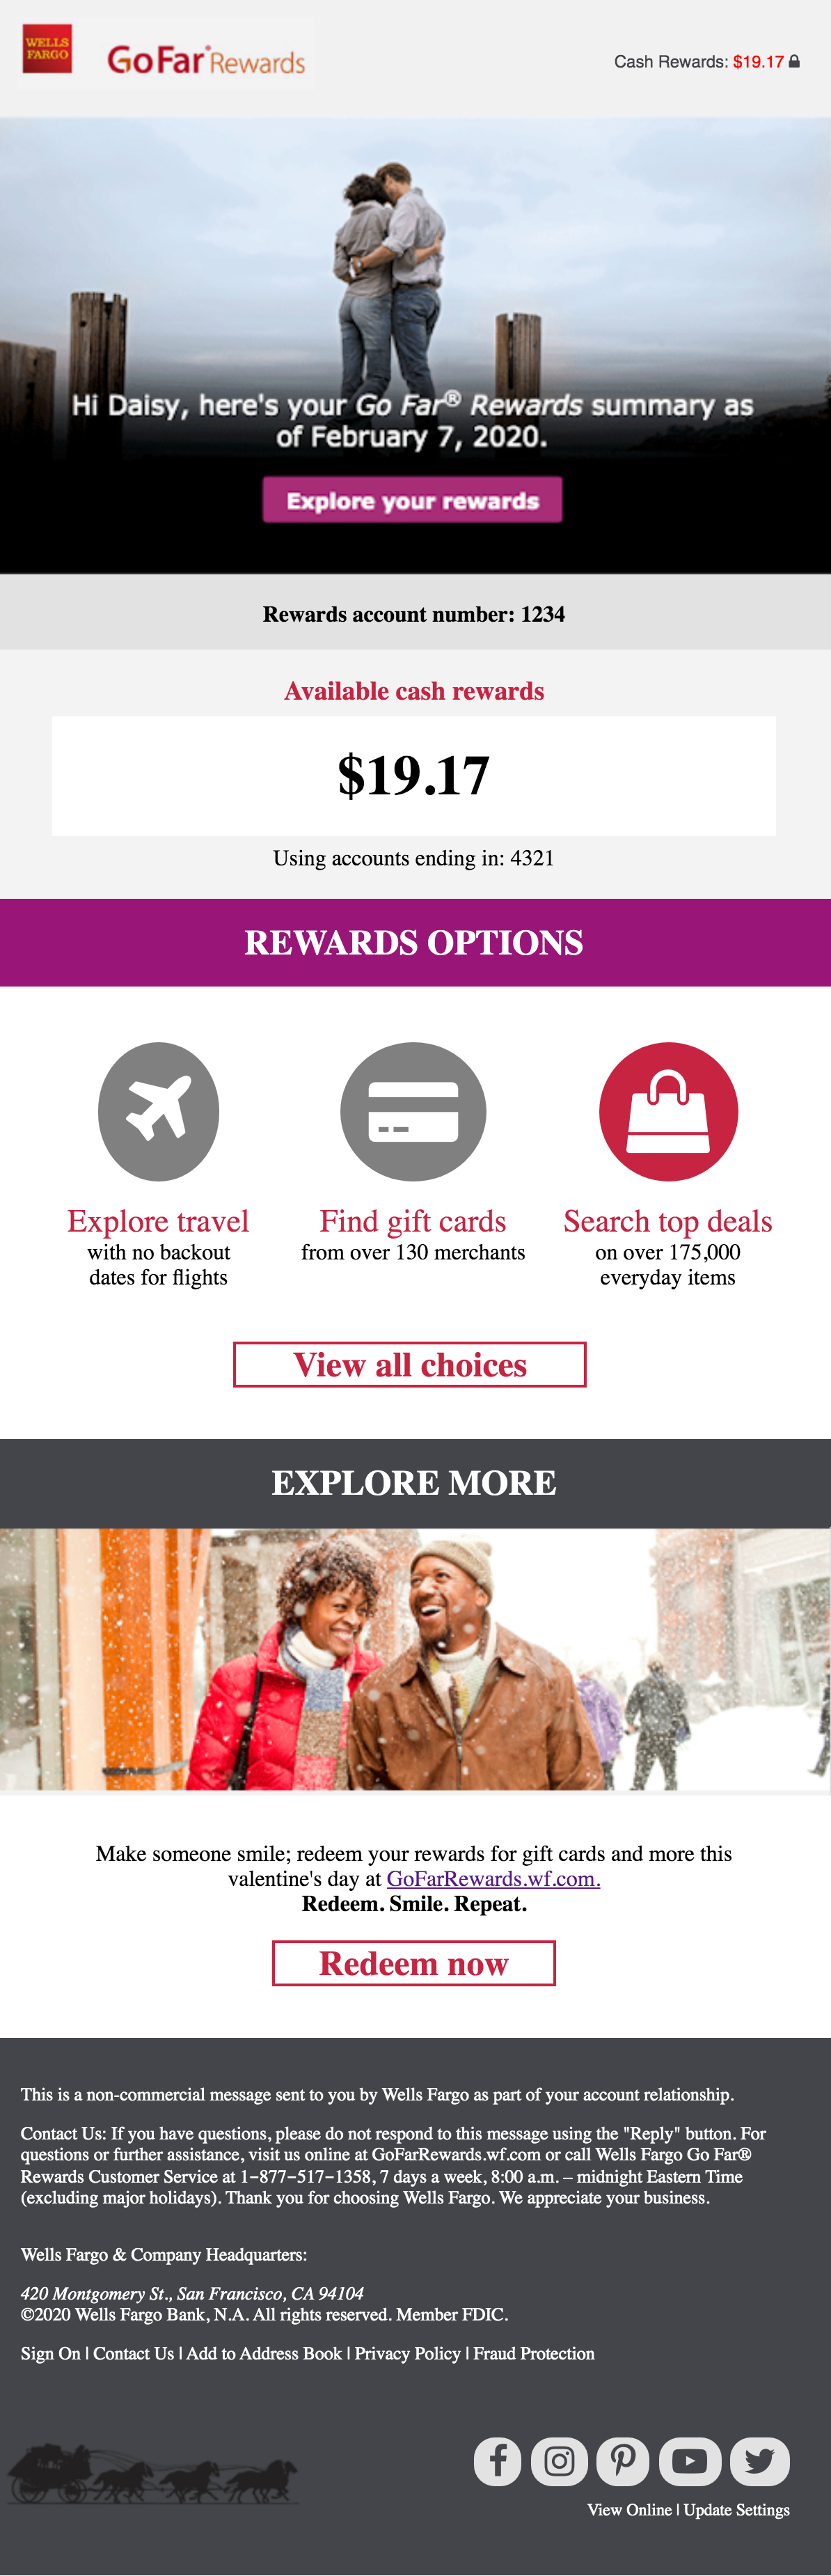 WELLS
FARGO
Go Far® Rewards
Cash Rewards: $19.17
Hi Daisy, here's your Go Far® Rewards summary as
of February 7, 2020.
Explore your rewards
Rewards account number: 1234
Available cash rewards
$19.17
Using accounts ending in: 4321
REWARDS OPTIONS
Explore travel
with no backout
dates for flights
Find gift cards
from over 130 merchants
Search top deals
on over 175,000
everyday items
View all choices
EXPLORE MORE
Make someone smile; redeem your rewards for gift cards and more this
valentine's day at GoFarRewards.wf.com.
Redeem. Smile. Repeat.
Redeem now
This is a non-commercial message sent to you by Wells Fargo as part of your account relationship.
Contact Us: If you have questions, please do not respond to this message using the "Reply" button. For
questions or further assistance, visit us online at GoFarRewards.wf.com or call Wells Fargo Go Far®
Rewards Customer Service at 1-877-517-1358, 7 days a week, 8:00 a.m. – midnight Eastern Time
(excluding major holidays). Thank you for choosing Wells Fargo. We appreciate your business.
Wells Fargo & Company Headquarters:
420 Montgomery St., San Francisco, CA 94104
©2020 Wells Fargo Bank, N.A. All rights reserved. Member FDIC.
Sign On | Contact Us | Add to Address Book | Privacy Policy | Fraud Protection
View Online | Update Settings